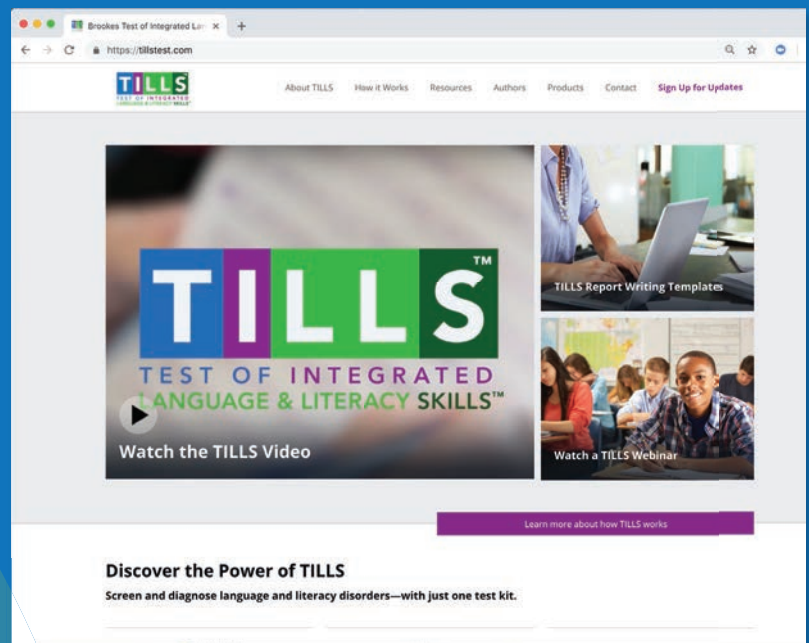 Brookes Test of Integrated Lan
https://tillstest.com
TILLS
TEST OF INTEGRATED
LANGUAGE & LITERACY SKILLS™
About TILLS How it Works Resources Authors Products Contact Sign Up for Updates
TILLS™
TEST OF INTEGRATED
LANGUAGE & LITERACY SKILLS™
Watch the TILLS Video
TILLS Report Writing Templates
Watch a TILLS Webinar
Learn more about how TILLS works
Discover the Power of TILLS
Screen and diagnose language and literacy disorders—with just one test kit.